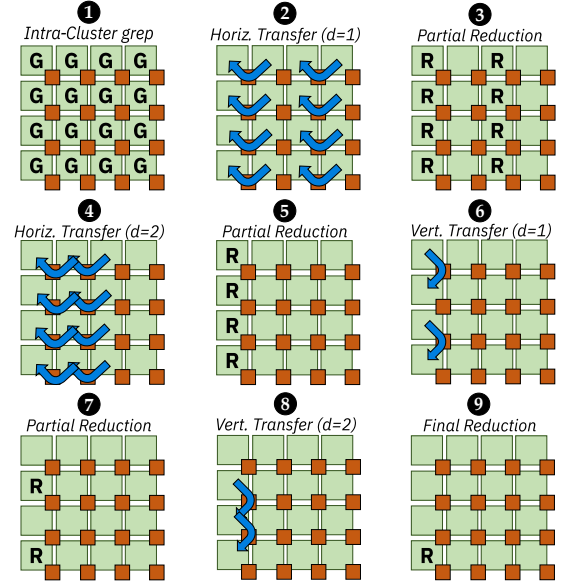 1 2 3
Intra-Cluster grep Horiz. Transfer (d=1) Partial Reduction
G G G G R R
G G G G R R
G G G G R R
G G G G R R
4 5 6
Horiz. Transfer (d=2) Partial Reduction Vert. Transfer (d=1)
R
R
R
R
7 8 9
Partial Reduction Vert. Transfer (d=2) Final Reduction
R
R R